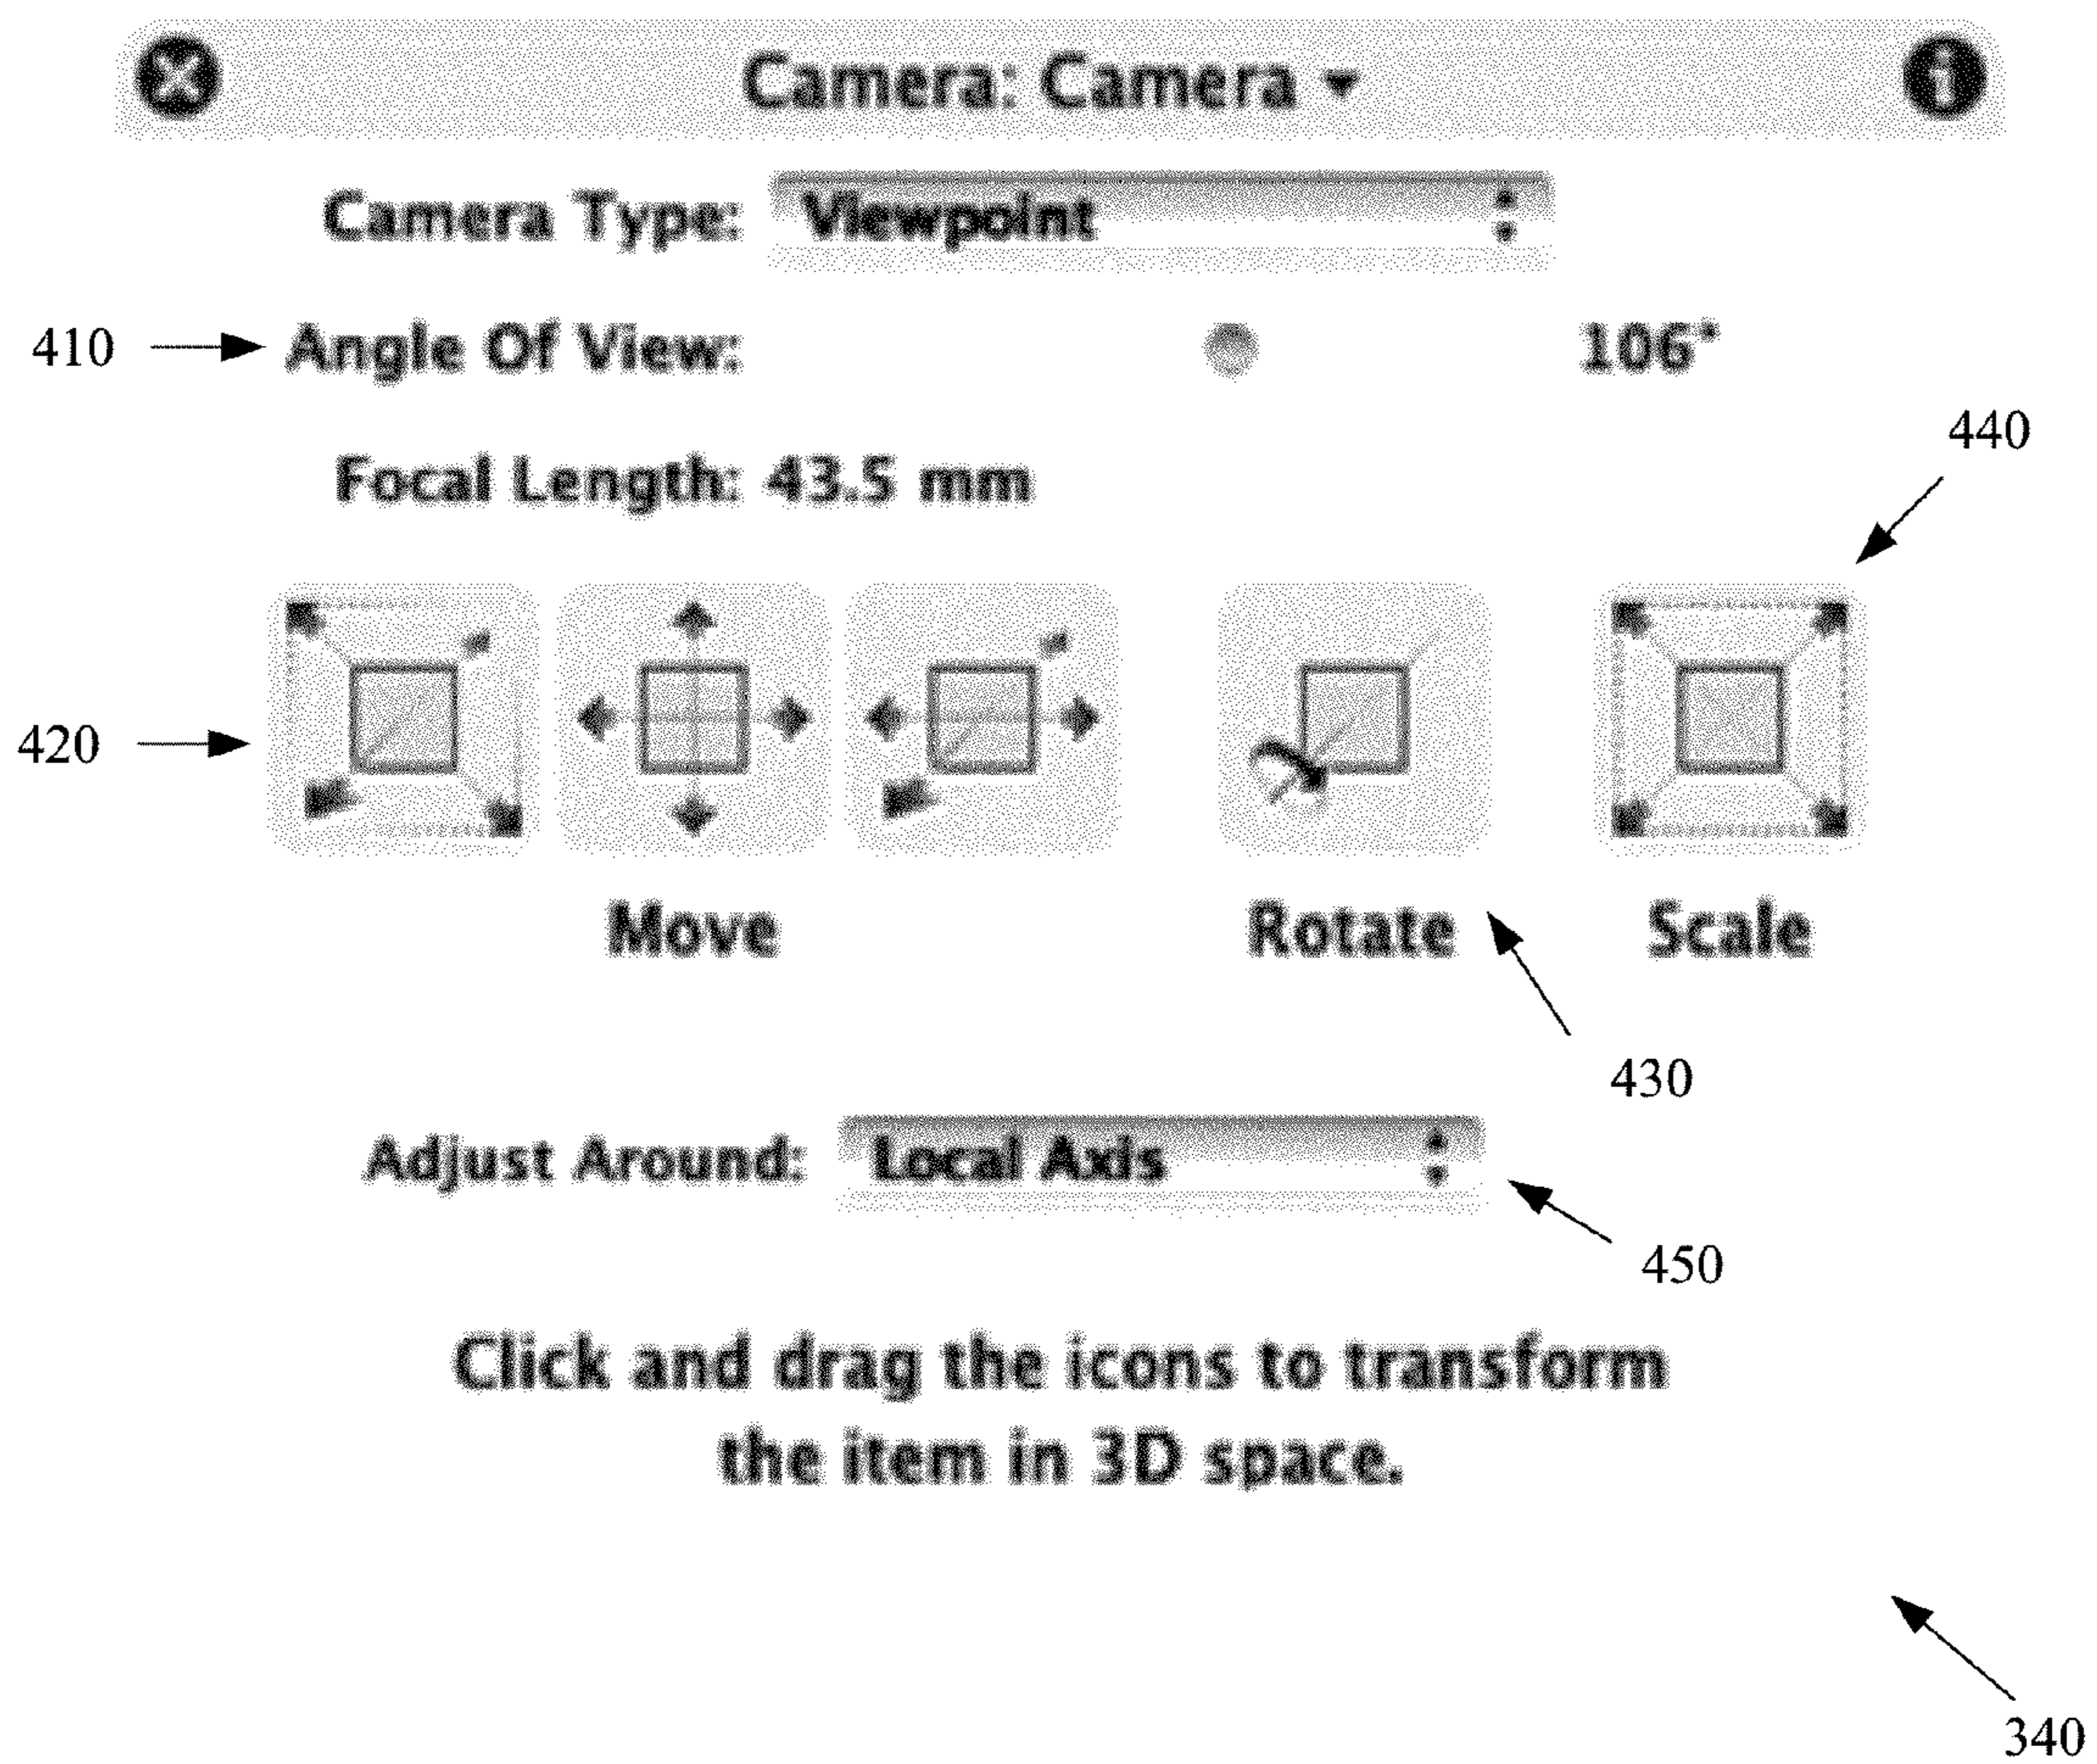 Camera: Camera
Camera Type: Viewpoint
410 Angle Of View: 106°
440
Focal Length: 43.5 mm
420
Move Rotate Scale
430
Adjust Around: Local Axis
450
Click and drag the icons to transform
the item in 3D space.
340